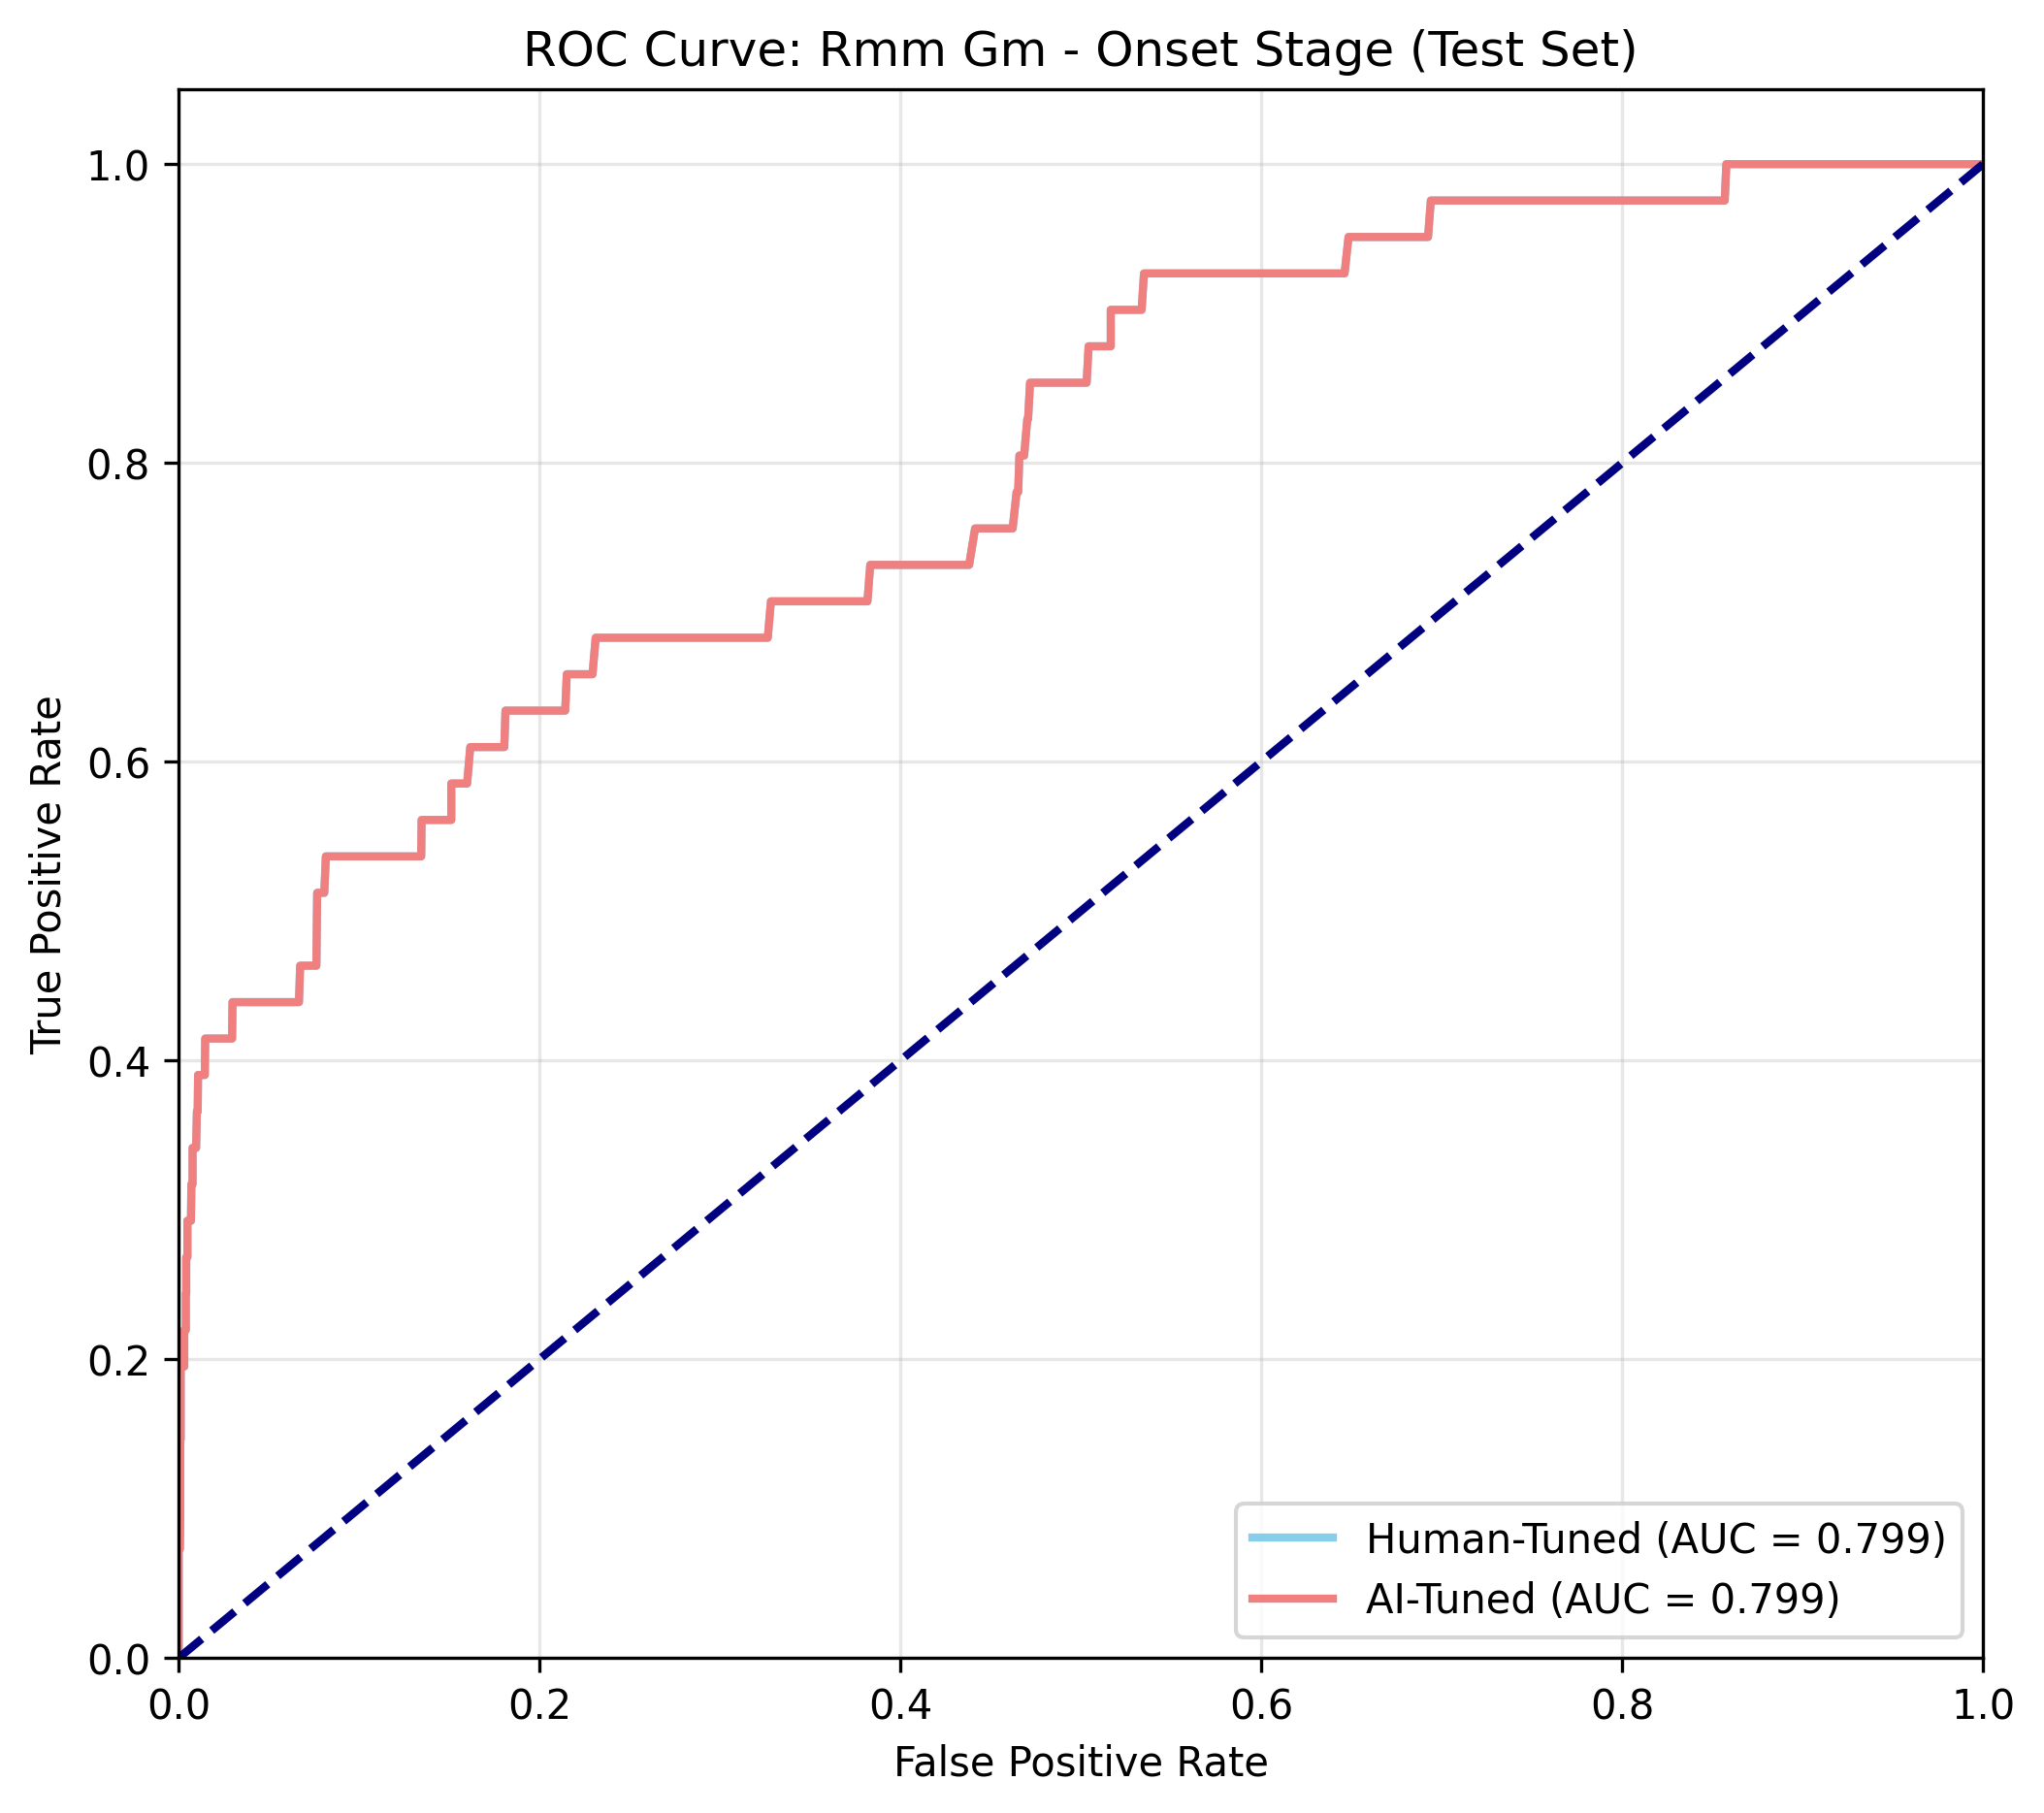 ROC Curve: Rmm Gm - Onset Stage (Test Set)
True Positive Rate
1.0
0.8
0.6
0.4
0.2
0.0
0.0 0.2 0.4 0.6 0.8 1.0
False Positive Rate
Human-Tuned (AUC = 0.799)
AI-Tuned (AUC = 0.799)